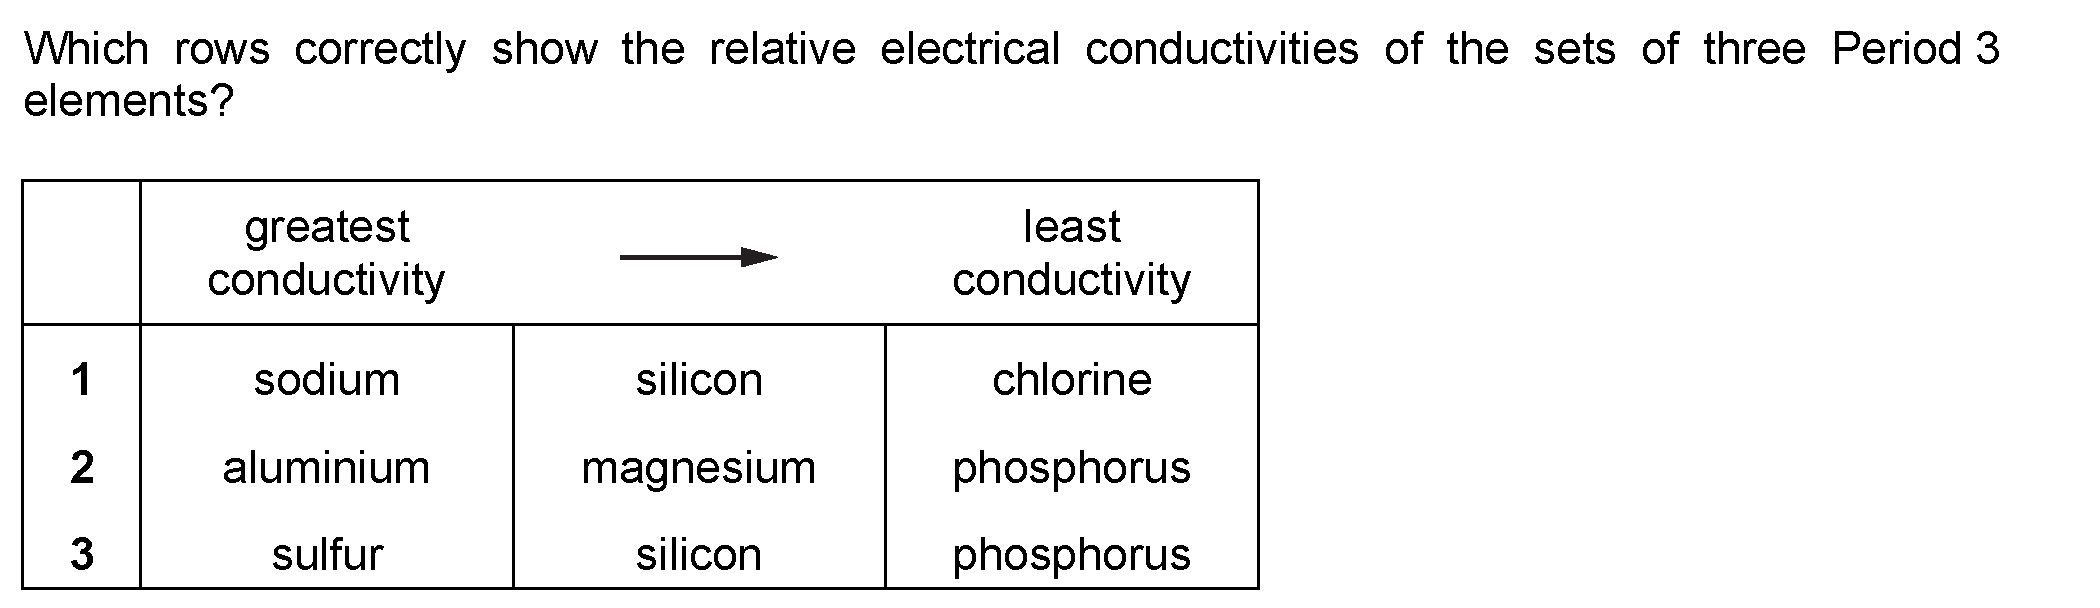 Which rows correctly show the relative electrical conductivities of the sets of three Period 3
elements?
greatest conductivity least conductivity
1 sodium silicon chlorine
2 aluminium magnesium phosphorus
3 sulfur silicon phosphorus